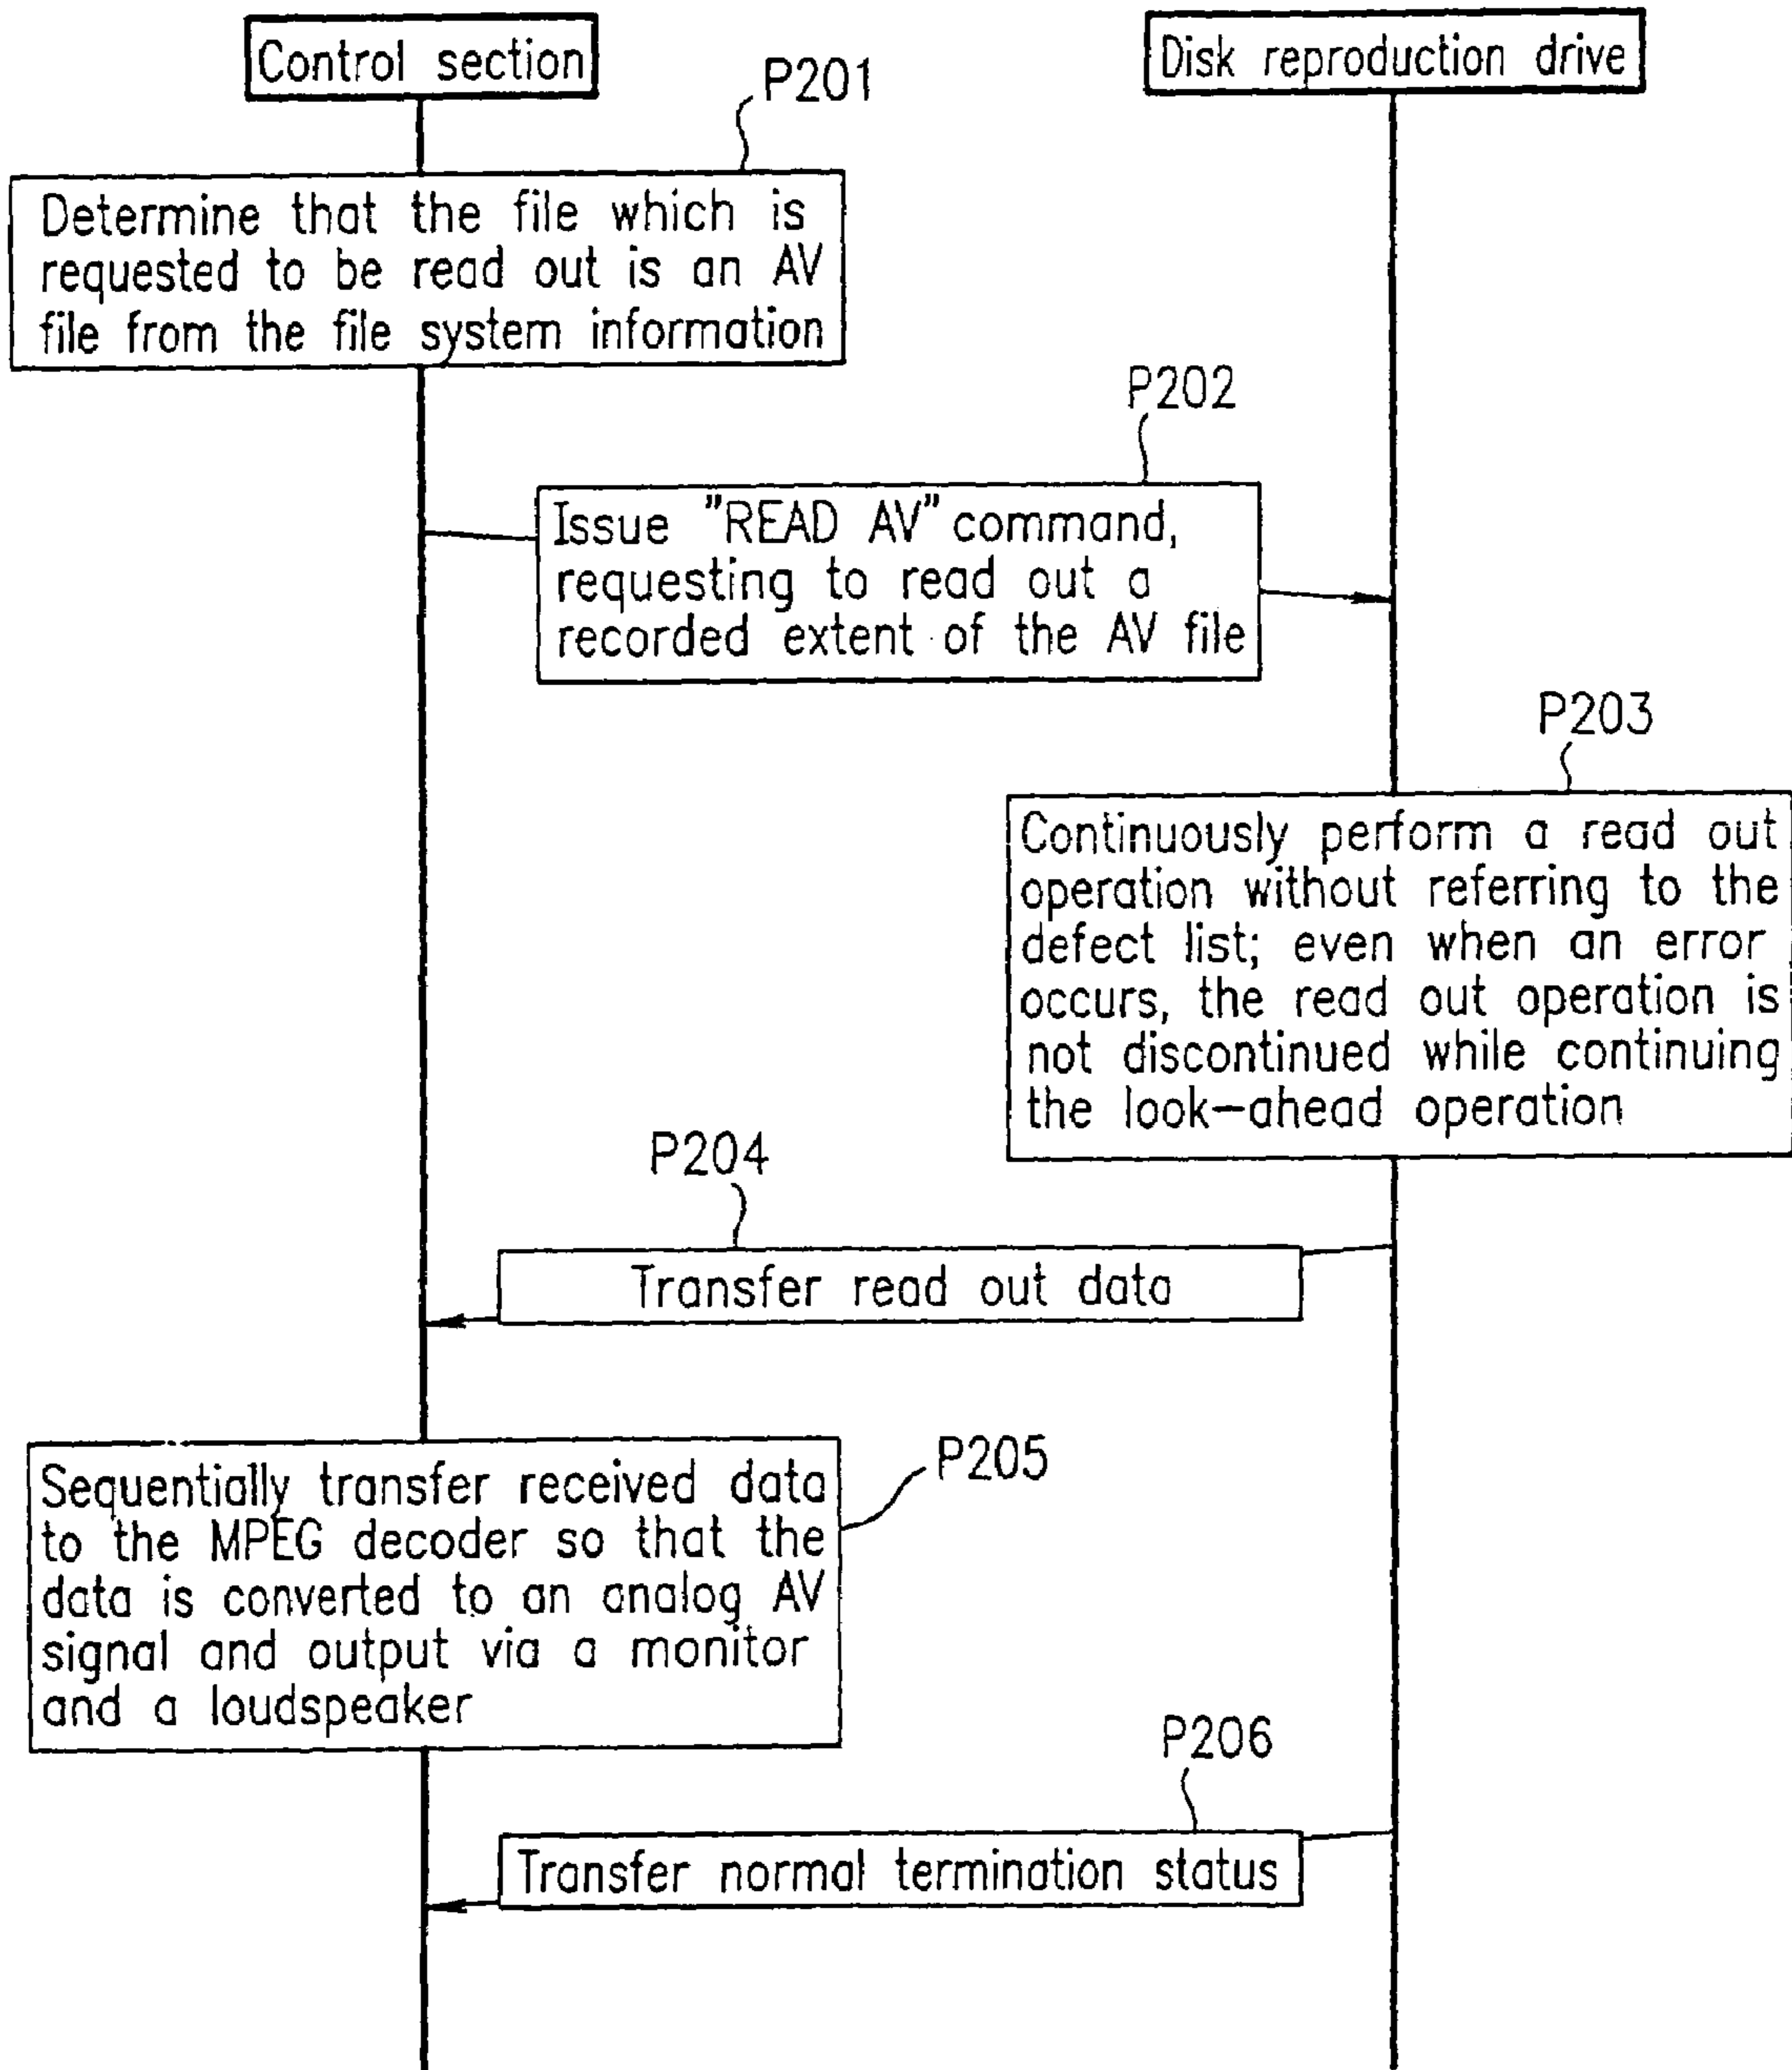 Control section
Disk reproduction drive
P201
Determine that the file which is
requested to be read out is an AV
file from the file system information
P202
Issue "READ AV" command,
requesting to read out a
recorded extent of the AV file
P203
Continuously perform a read out
operation without referring to the
defect list; even when an error
occurs, the read out operation is
not discontinued while continuing
the look-ahead operation
P204
Transfer read out data
P205
Sequentially transfer received data
to the MPEG decoder so that the
data is converted to an analog AV
signal and output via a monitor
and a loudspeaker
P206
Transfer normal termination status